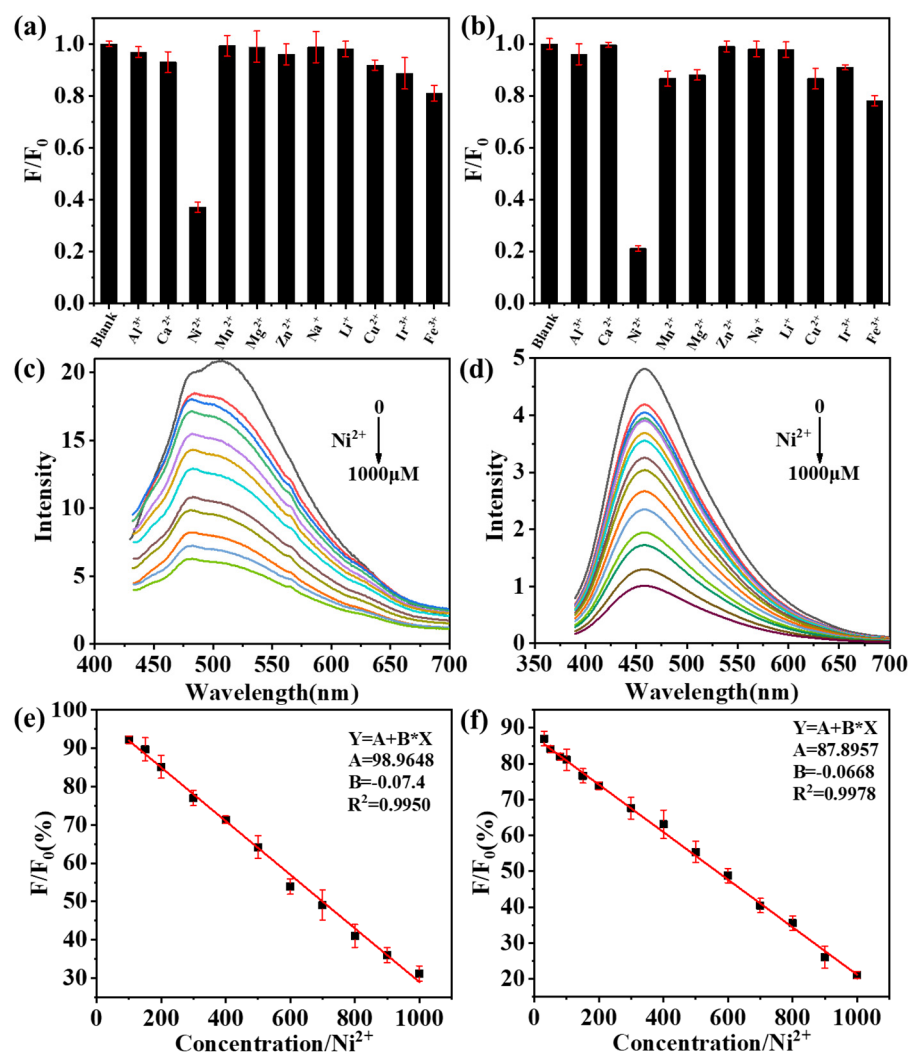 (a)
F/F0
1.0
0.8
0.6
0.4
0.2
0.0
Blank
Al3+
Ca2+
Ni2+
Mn2+
Mg2+
Zn2+
Na+
Li+
Cu2+
Ir3+
Fe3+
(b)
F/F0
1.0
0.8
0.6
0.4
0.2
0.0
Blank
Al3+
Ca2+
Ni2+
Mn2+
Mg2+
Zn2+
Na+
Li+
Cu2+
Ir3+
Fe3+
(c)
Intensity
20
15
10
5
0
0
Ni2+
1000μM
400 450 500 550 600 650 700
Wavelength(nm)
(d)
Intensity
5
4
3
2
1
0
0
Ni2+
1000μM
350 400 450 500 550 600 650 700
Wavelength(nm)
(e)
F/F0(%)
100
90
80
70
60
50
40
30
Y=A+B*X
A=98.9648
B=-0.07.4
R2=0.9950
0 200 400 600 800 1000
Concentration/Ni2+
(f)
F/F0(%)
90
80
70
60
50
40
30
20
Y=A+B*X
A=87.8957
B=-0.0668
R2=0.9978
0 200 400 600 800 1000
Concentration/Ni2+